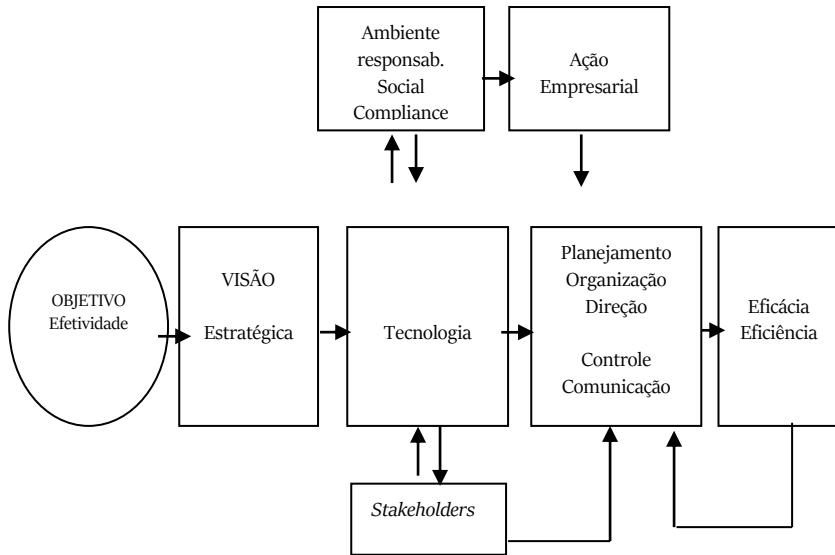 Ambiente
responsab.
Social
Compliance
Ação
Empresarial
OBJETIVO
Efetividade
VISÃO
Estratégica
Tecnologia
Planejamento
Organização
Direção
Controle
Comunicação
Eficácia
Eficiência
Stakeholders